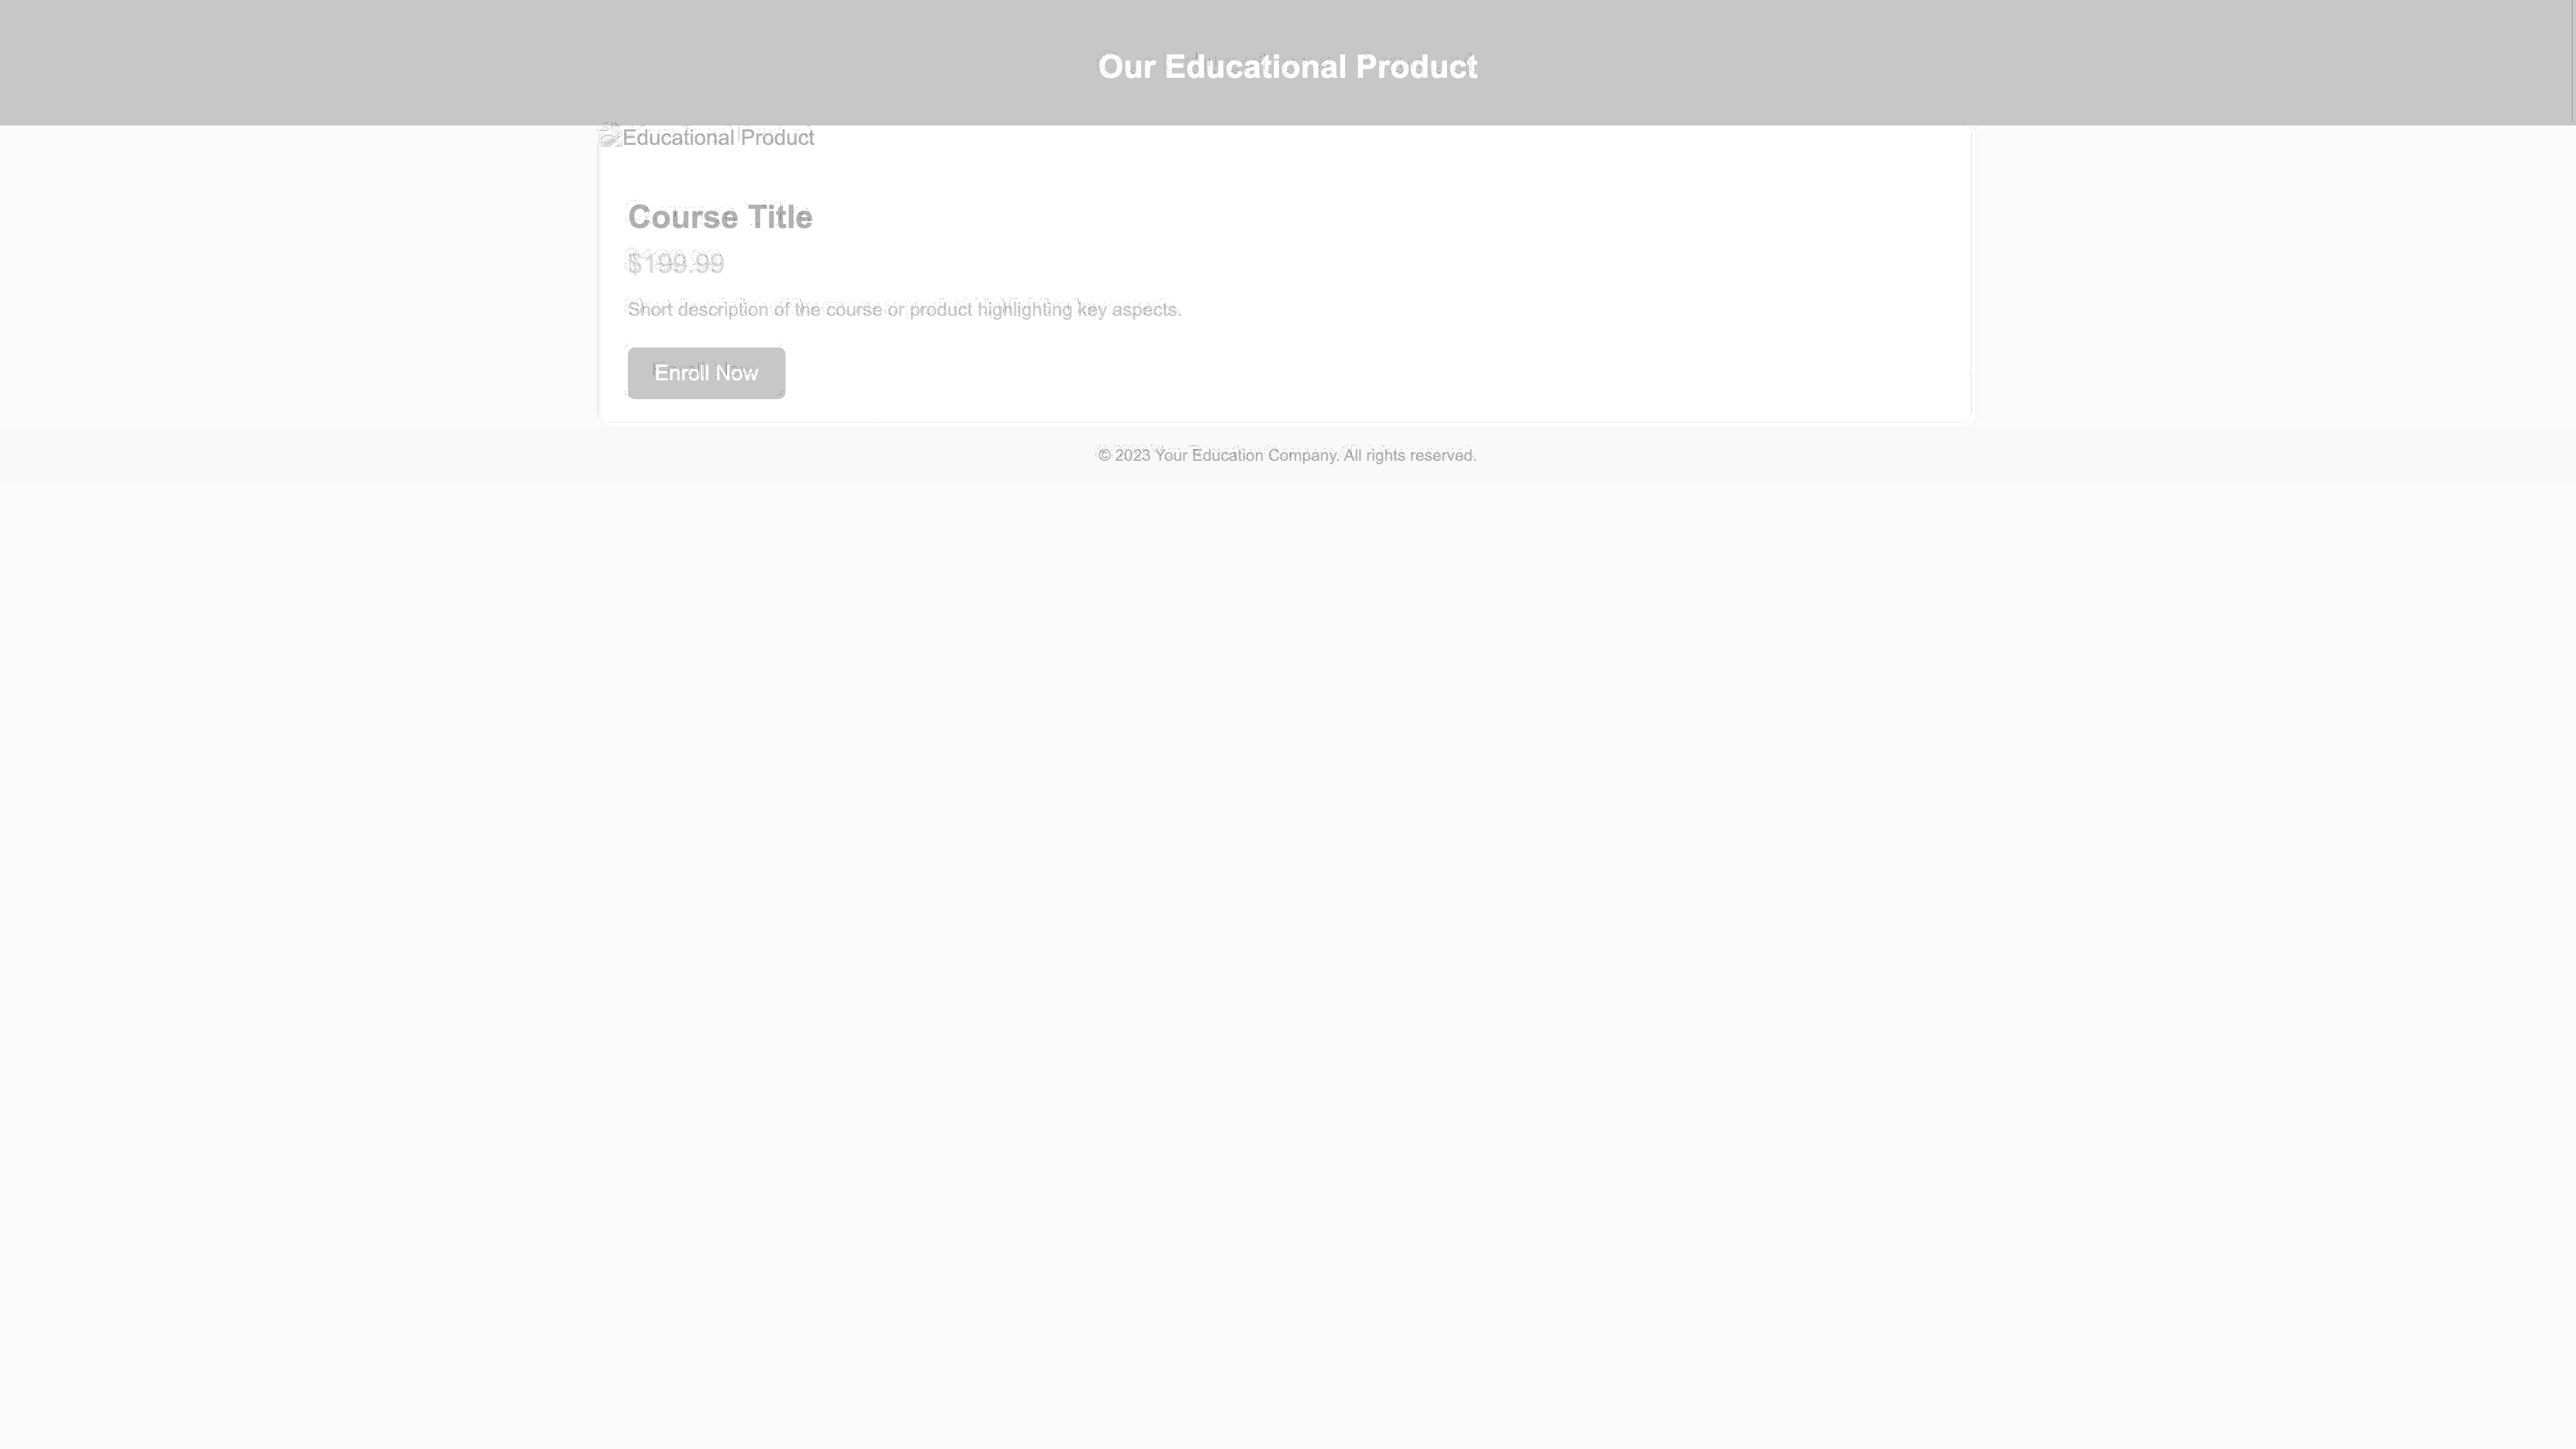 Our Educational Product
Educational Product
Course Title
$199.99
Short description of the course or product highlighting key aspects.
Enroll Now
© 2023 Your Education Company. All rights reserved.